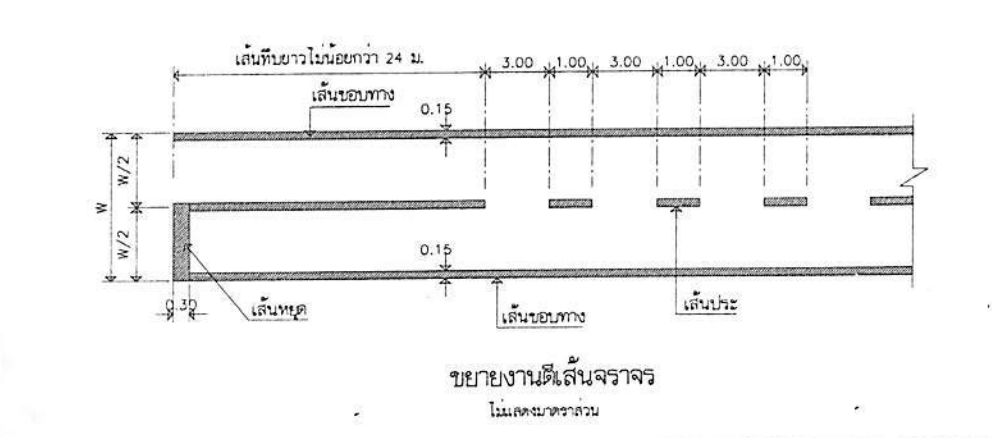 เส้นทึบยาวไม่น้อยกว่า 24 ม.
3.00 1.00 3.00 1.00 3.00 1.00
เส้นขอบทาง
0.15
W/2
W
W/2
0.15
0.30
เส้นหยุด
เส้นขอบทาง
เส้นประ
ขยายงานตีเส้นจราจร
ไม่แสดงมาตราส่วน